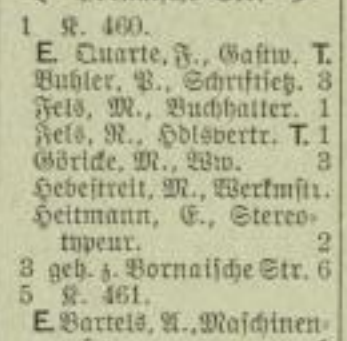 1 K. 460.
E. Quarte, F., Gastw. T.
Buhler, P., Schriftsetz. 3
Fels, M., Buchhalter. 1
Fels, R., Hdlsvertr. T. 1
Göricke, M., Ww. 3
Hebestreit, M., Werkmstr.
Heitmann, E., Stereo-
typeur. 2
3 geh. z. Bornaische Str. 6
5 K. 461.
E. Bartels, A., Maschinen-